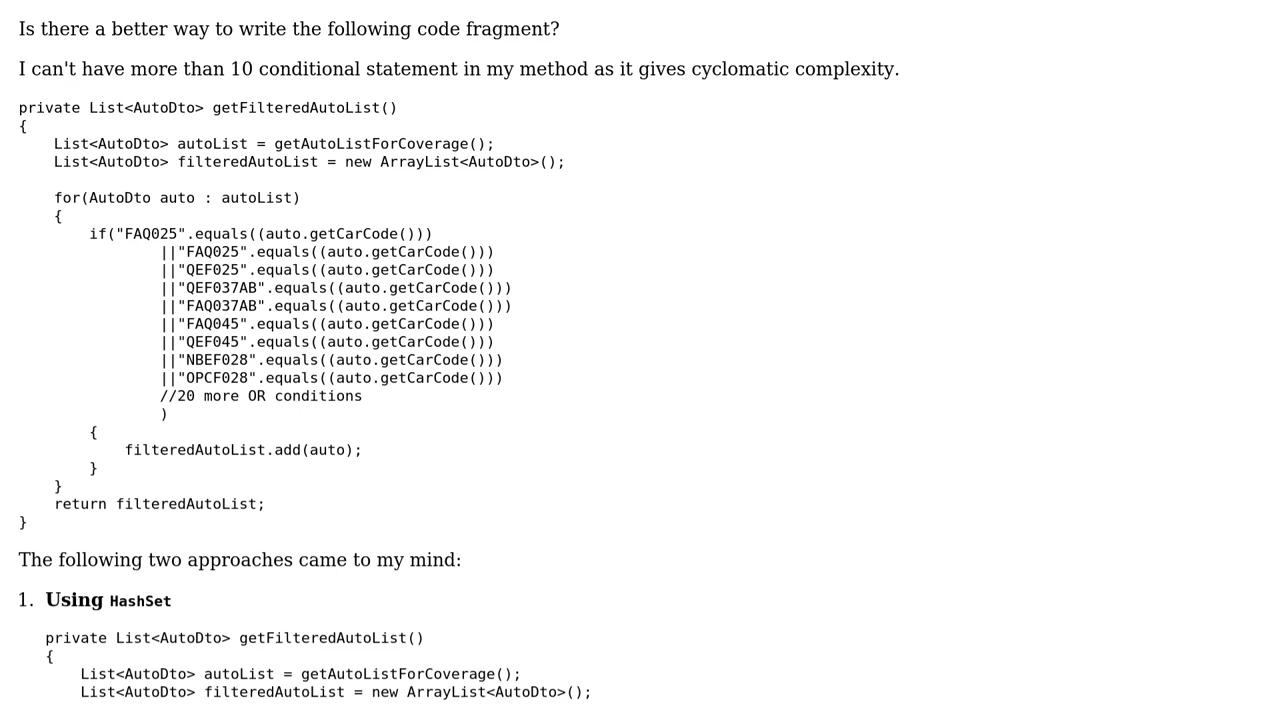 Is there a better way to write the following code fragment?
I can't have more than 10 conditional statement in my method as it gives cyclomatic complexity.
private List<AutoDto> getFilteredAutoList()
{
    List<AutoDto> autoList = getAutoListForCoverage();
    List<AutoDto> filteredAutoList = new ArrayList<AutoDto>();
    for(AutoDto auto : autoList)
    {
        if("FAQ025".equals((auto.getCarCode()))
                ||"FAQ025".equals((auto.getCarCode()))
                ||"QEF025".equals((auto.getCarCode()))
                ||"QEF037AB".equals((auto.getCarCode()))
                ||"FAQ037AB".equals((auto.getCarCode()))
                ||"FAQ045".equals((auto.getCarCode()))
                ||"QEF045".equals((auto.getCarCode()))
                ||"NBEF028".equals((auto.getCarCode()))
                ||"OPCF028".equals((auto.getCarCode()))
                //20 more OR conditions
                )
        {
            filteredAutoList.add(auto);
        }
    }
    return filteredAutoList;
}
The following two approaches came to my mind:
1. Using HashSet
private List<AutoDto> getFilteredAutoList()
{
    List<AutoDto> autoList = getAutoListForCoverage();
    List<AutoDto> filteredAutoList = new ArrayList<AutoDto>();